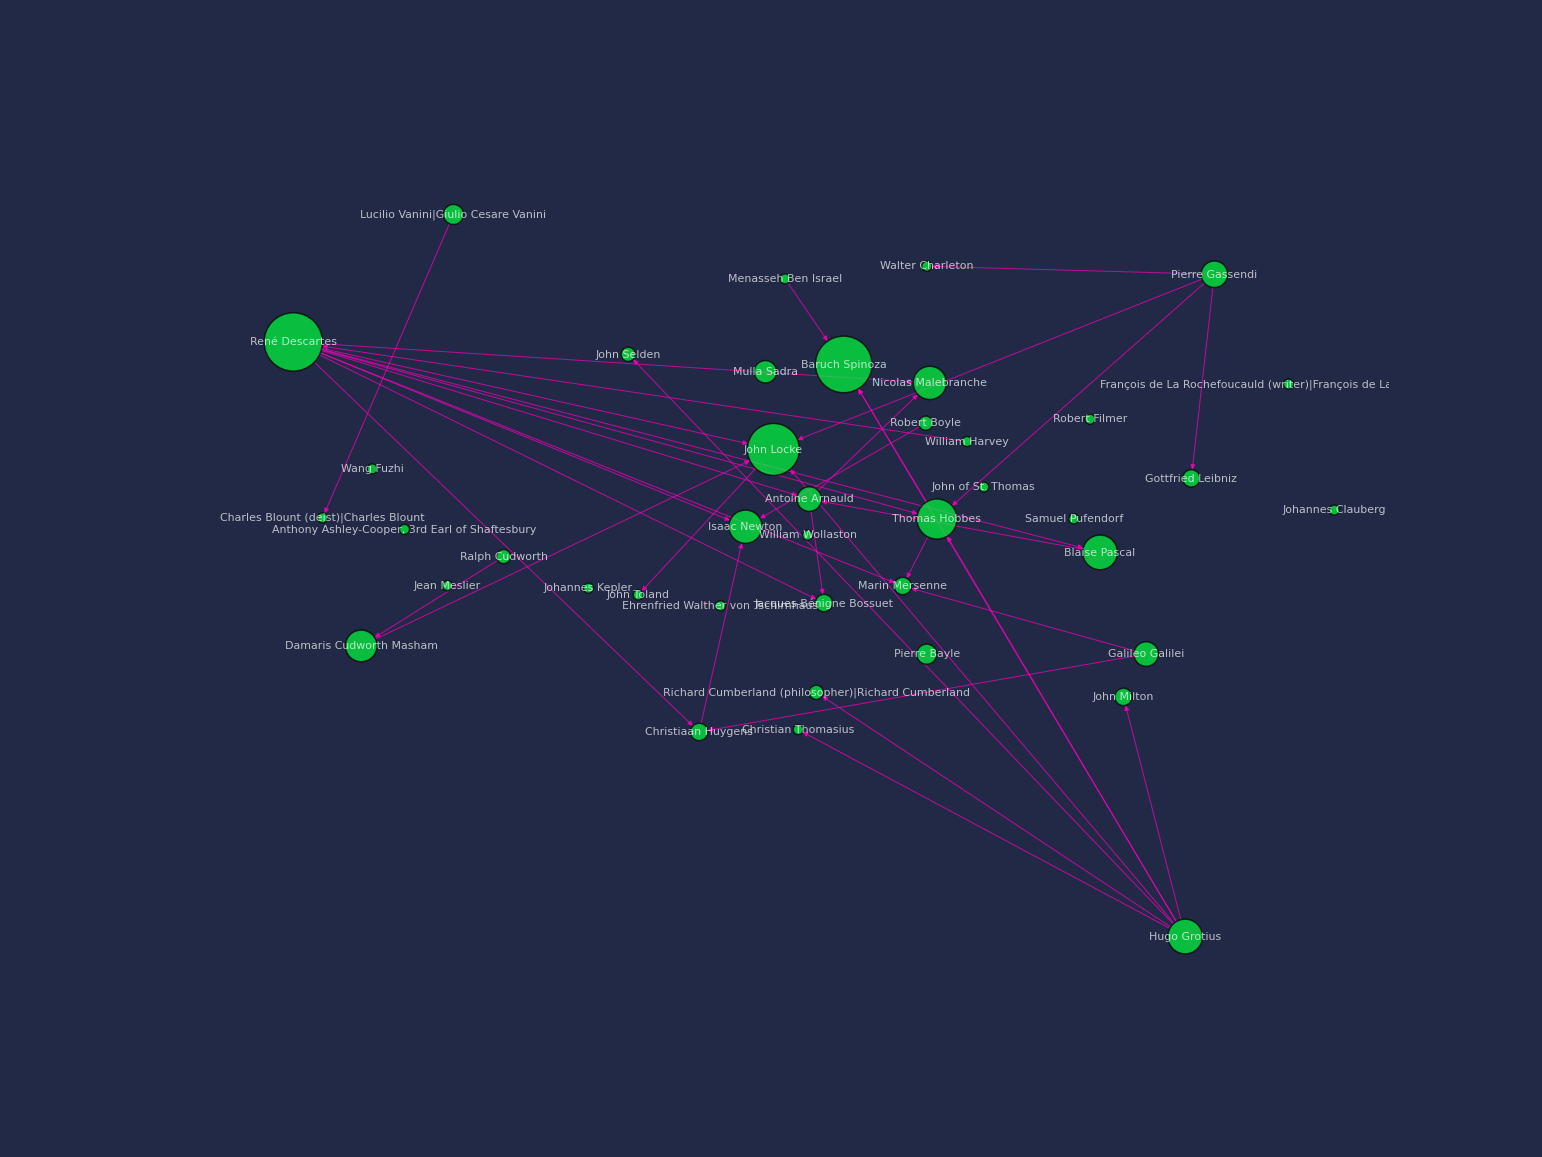 Lucilio Vanini|Giulio Cesare Vanini
Walter Charleton
Pierre Gassendi
Menasseh Ben Israel
René Descartes
John Selden
Baruch Spinoza
Mulla Sadra
Nicolas Malebranche
François de La Rochefoucauld (writer)|François de La
Robert Filmer
Robert Boyle
William Harvey
John Locke
Wang Fuzhi
Gottfried Leibniz
John of St. Thomas
Antoine Arnauld
Johannes Clauberg
Charles Blount (deist)|Charles Blount
Thomas Hobbes
Samuel Pufendorf
Isaac Newton
Anthony Ashley-Cooper, 3rd Earl of Shaftesbury
William Wollaston
Blaise Pascal
Ralph Cudworth
Jean Meslier
Marin Mersenne
Johannes Kepler
John Toland
Jacques-Bénigne Bossuet
Ehrenfried Walther von Tschirnhaus
Damaris Cudworth Masham
Pierre Bayle
Galileo Galilei
Richard Cumberland (philosopher)|Richard Cumberland
John Milton
Christian Thomasius
Christiaan Huygens
Hugo Grotius